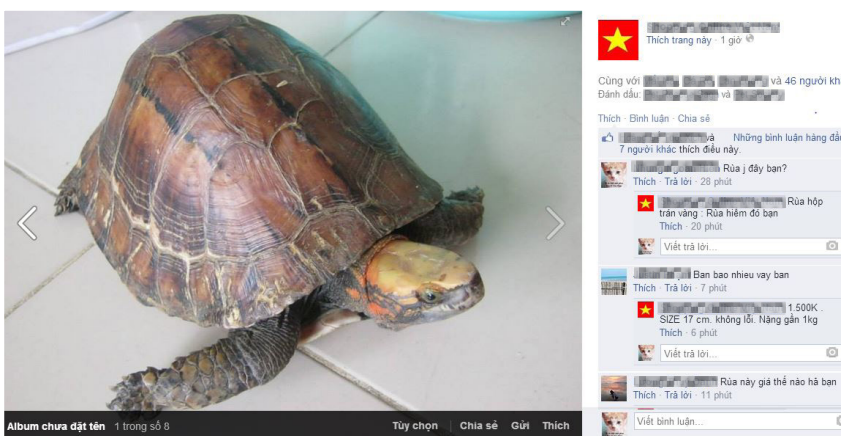 Thích trang này · 1 giờ
Cùng với
và 46 người kh
Đánh dấu:
và
Thích · Bình luận · Chia sẻ
và
Những bình luận hàng đầ
7 người khác thích điều này.
Rùa j đây bạn?
Thích · Trả lời · 28 phút
Rùa hộp
trán vàng : Rùa hiếm đó bạn
Thích · 20 phút
Viết trả lời...
Ban bao nhieu vay ban
Thích · Trả lời · 7 phút
1.500K .
SIZE 17 cm. không lỗi. Nặng gần 1kg
Thích · 6 phút
Viết trả lời...
Rùa này giá thế nào hả bạn
Thích · Trả lời · 11 phút
Viết bình luận...
Album chưa đặt tên 1 trong số 8
Tùy chọn
Chia sẻ Gửi Thích